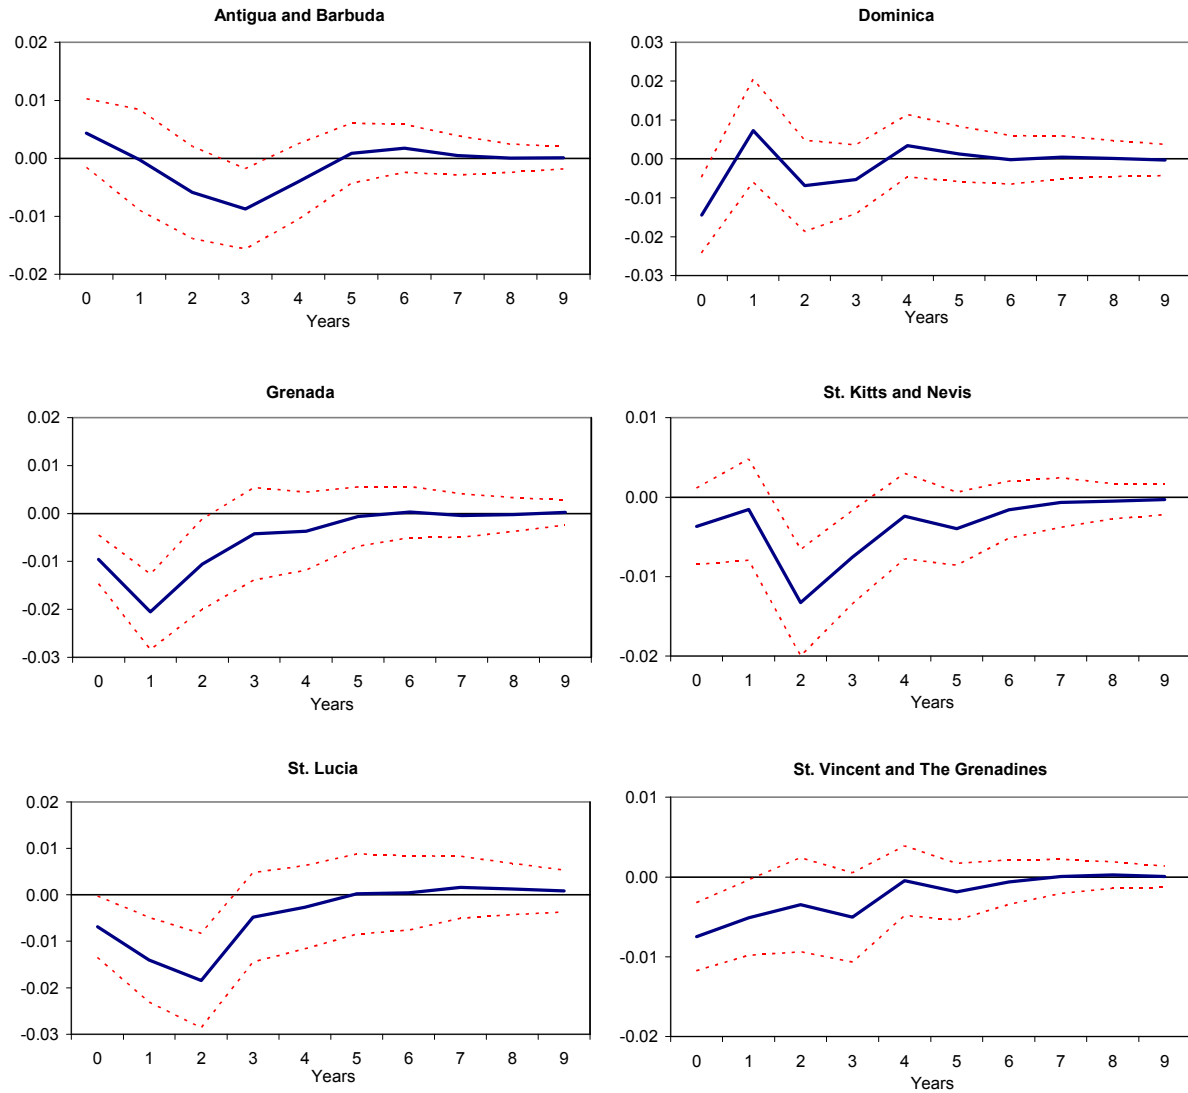 Antigua and Barbuda
0.02
0.01
0.00
-0.01
-0.02
0 1 2 3 4 5 6 7 8 9
Years
Dominica
0.03
0.02
0.01
0.00
-0.01
-0.02
-0.03
0 1 2 3 4 5 6 7 8 9
Years
Grenada
0.02
0.01
0.00
-0.01
-0.02
-0.03
0 1 2 3 4 5 6 7 8 9
Years
St. Kitts and Nevis
0.01
0.00
-0.01
-0.02
0 1 2 3 4 5 6 7 8 9
Years
St. Lucia
0.02
0.01
0.00
-0.01
-0.02
-0.03
0 1 2 3 4 5 6 7 8 9
Years
St. Vincent and The Grenadines
0.01
0.00
-0.01
-0.02
0 1 2 3 4 5 6 7 8 9
Years